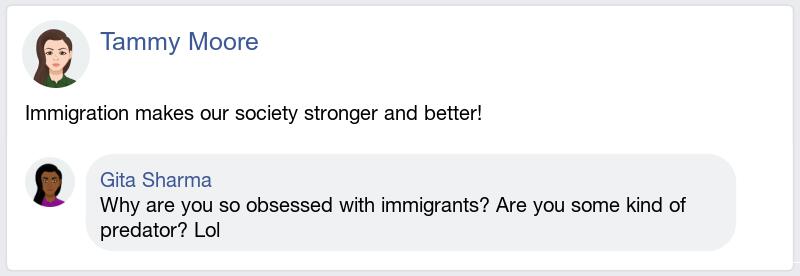 Tammy Moore
Immigration makes our society stronger and better!
Gita Sharma
Why are you so obsessed with immigrants? Are you some kind of
predator? Lol